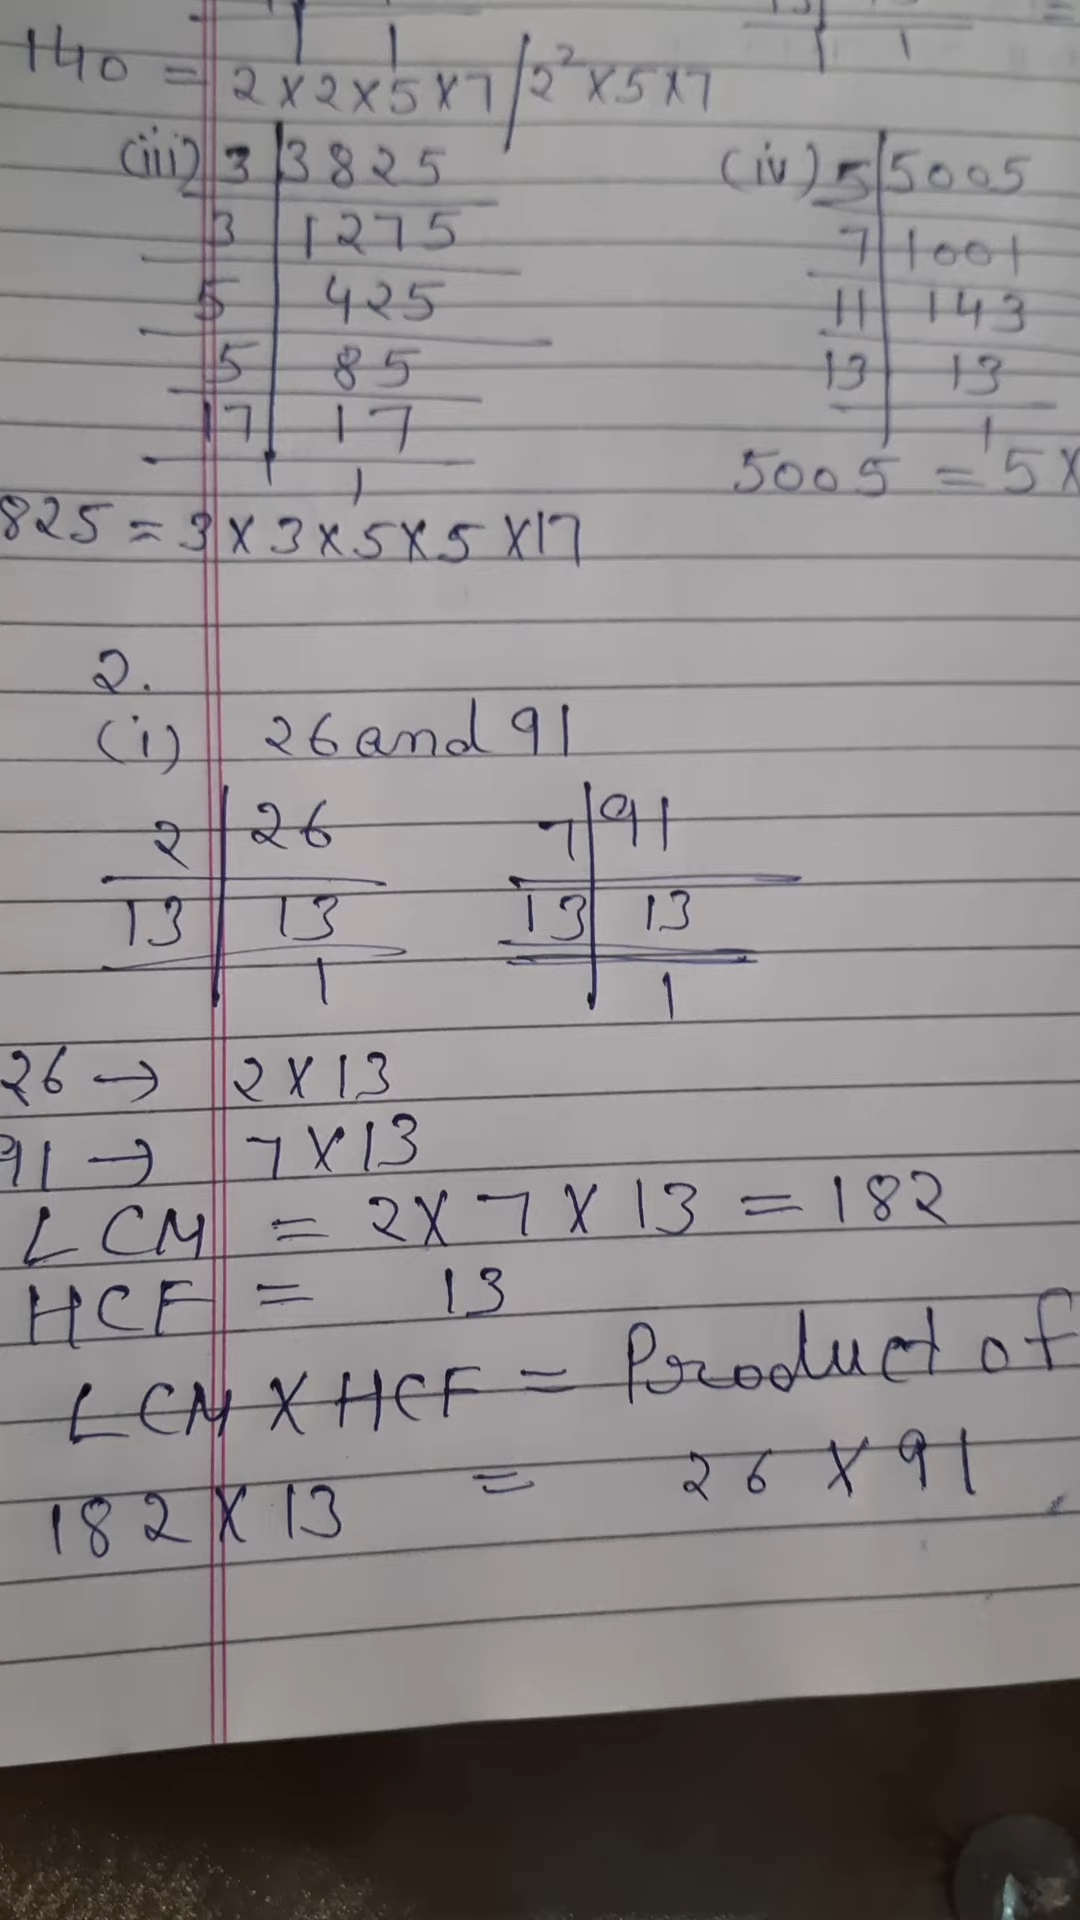 140 = 2×2×5×7/2²×5×7
(iii) 3 | 3825
3 | 1275
5 | 425
5 | 85
17 | 17
1
825 = 3×3×5×5×17
(iv) 5 | 5005
7 | 1001
11 | 143
13 | 13
1
5005 = 5×
2.
(i) 26 and 91
2 | 26
13 | 13
1
7 | 91
13 | 13
1
26 → 2×13
91 → 7×13
LCM = 2×7×13 = 182
HCF = 13
LCM × HCF = Product of
182 × 13 = 26 × 91